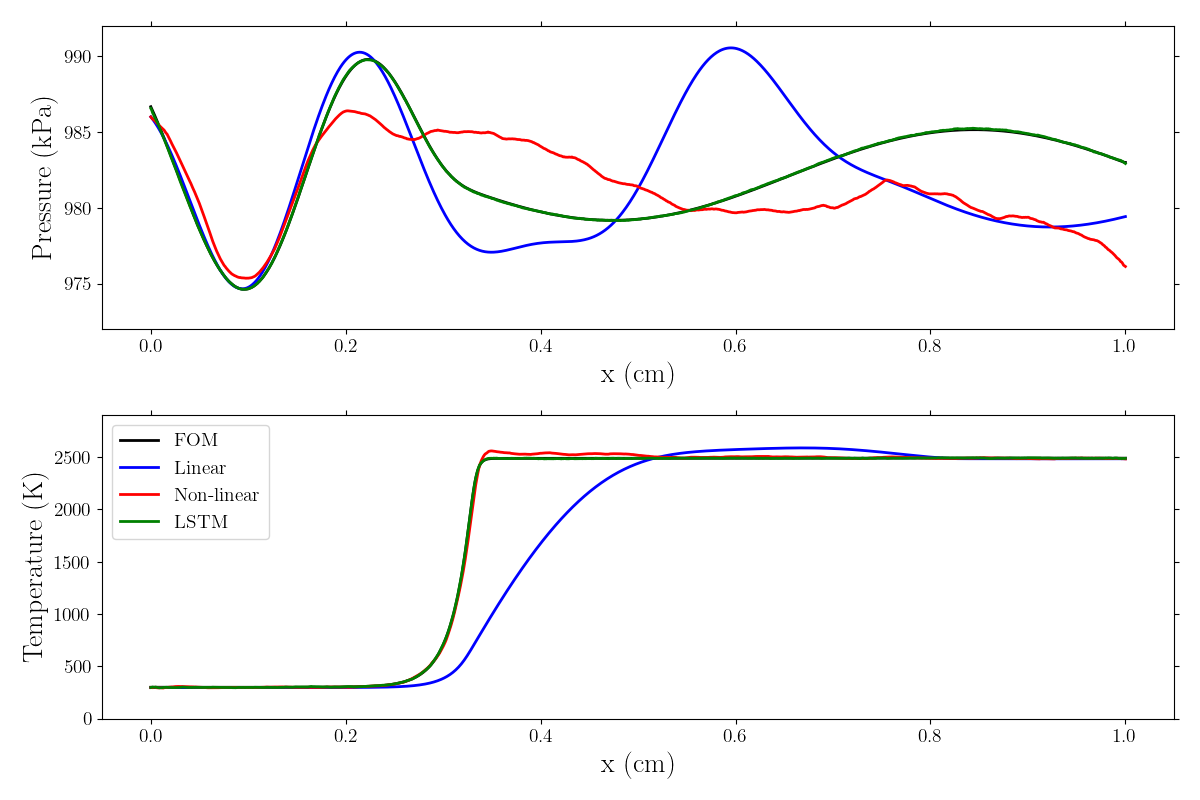 990
985
980
975
Pressure (kPa)
0.0 0.2 0.4 0.6 0.8 1.0
x (cm)
2500
2000
1500
1000
500
0
Temperature (K)
FOM
Linear
Non-linear
LSTM
0.0 0.2 0.4 0.6 0.8 1.0
x (cm)